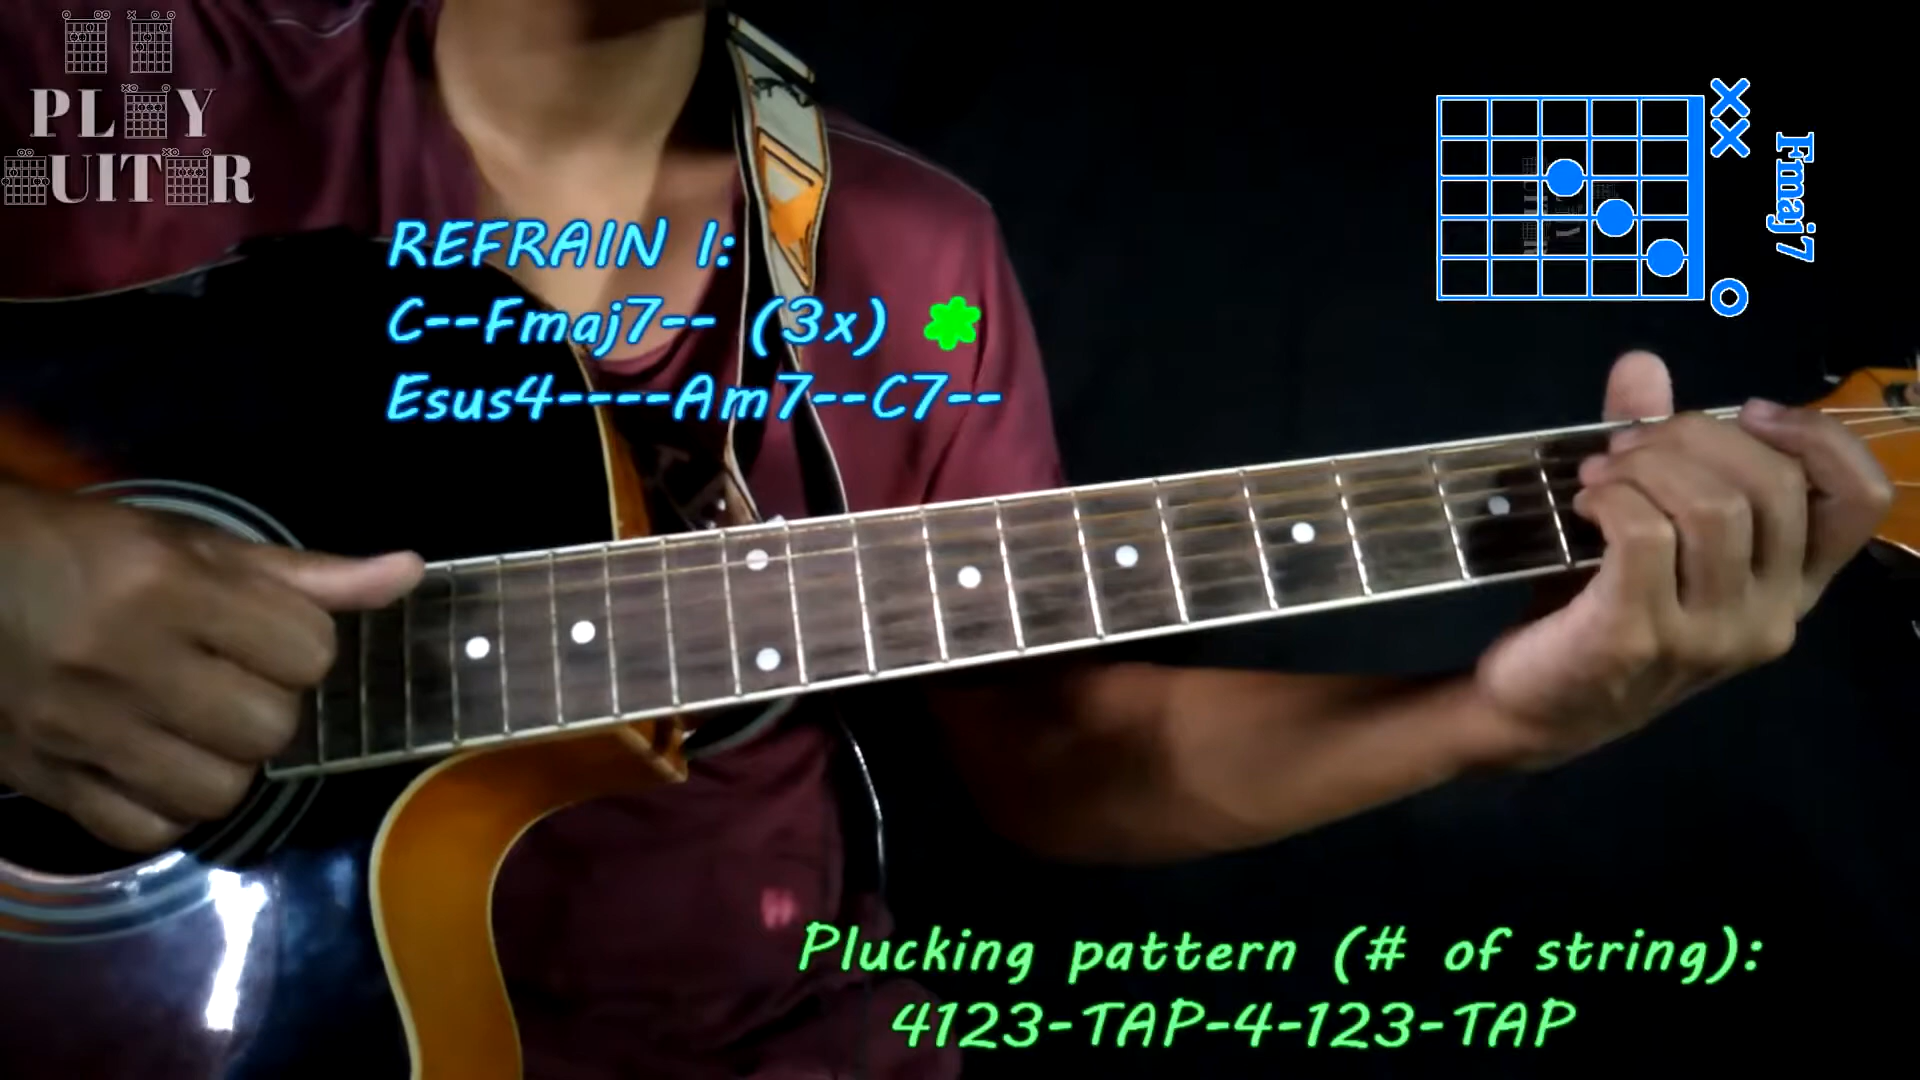 PLAY
GUITAR
REFRAIN 1:
C--Fmaj7-- (3x)
Esus4----Am7--C7--
XX
O
Fmaj7
Plucking pattern (# of string):
4123-TAP-4-123-TAP